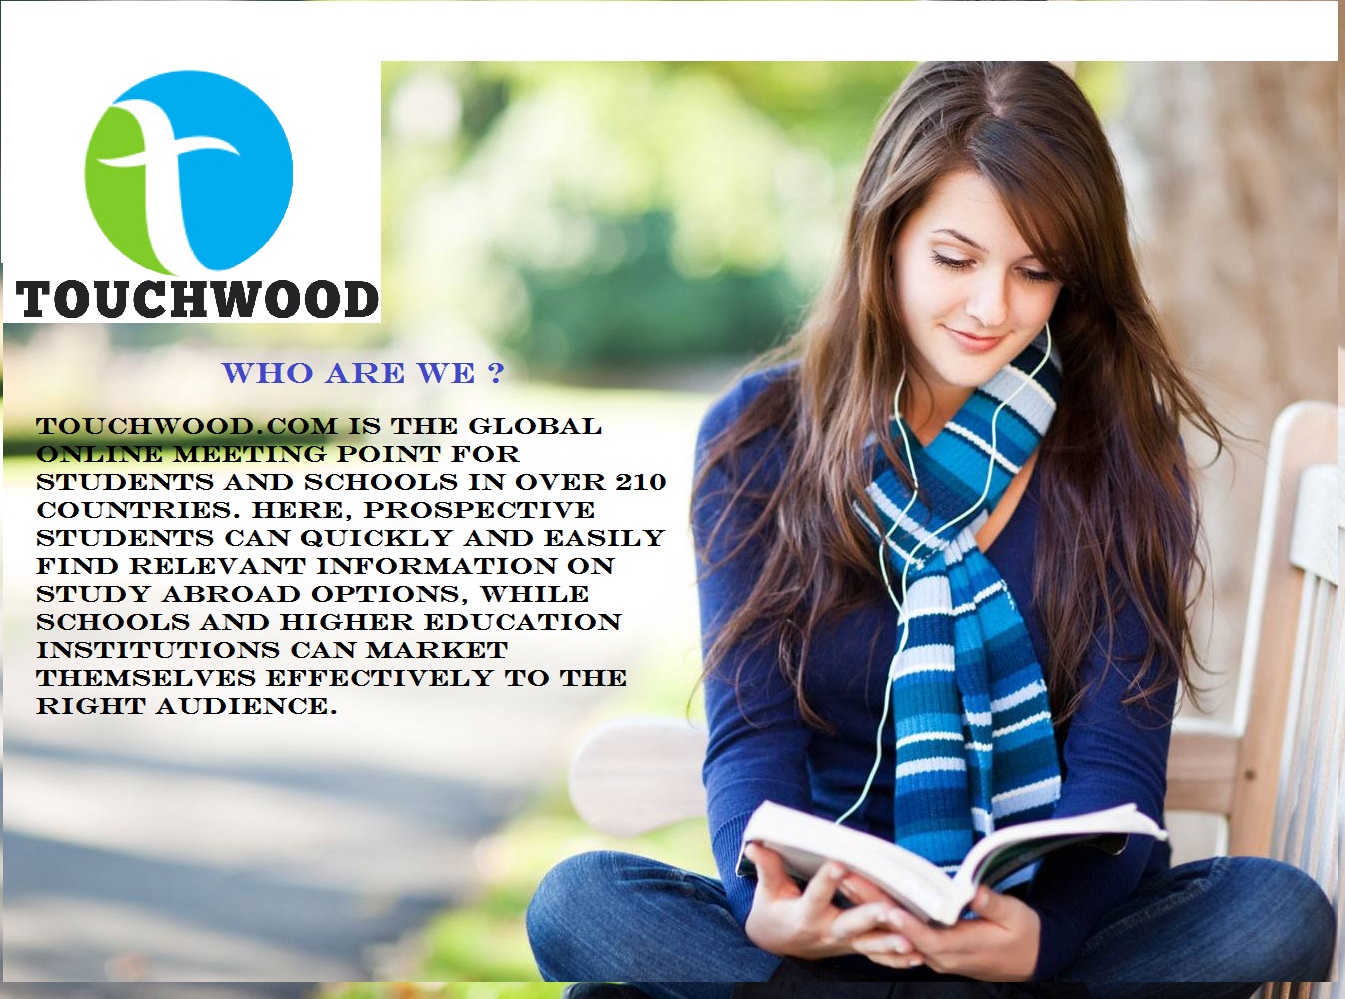 TOUCHWOOD
WHO ARE WE ?
TOUCHWOOD.COM IS THE GLOBAL
ONLINE MEETING POINT FOR
STUDENTS AND SCHOOLS IN OVER 210
COUNTRIES. HERE, PROSPECTIVE
STUDENTS CAN QUICKLY AND EASILY
FIND RELEVANT INFORMATION ON
STUDY ABROAD OPTIONS, WHILE
SCHOOLS AND HIGHER EDUCATION
INSTITUTIONS CAN MARKET
THEMSELVES EFFECTIVELY TO THE
RIGHT AUDIENCE.